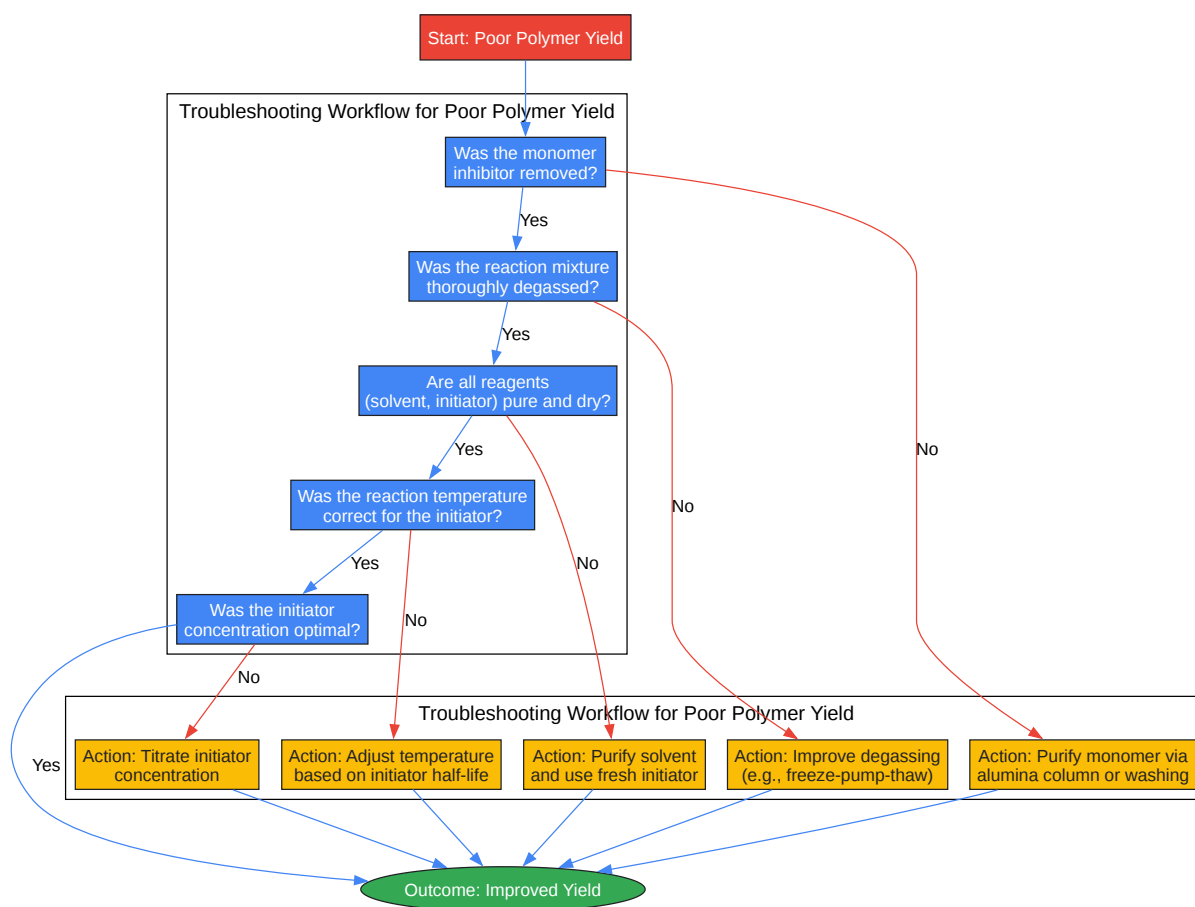 Start: Poor Polymer Yield
Troubleshooting Workflow for Poor Polymer Yield
Was the monomer
inhibitor removed?
Yes
Was the reaction mixture
thoroughly degassed?
Yes
Are all reagents
(solvent, initiator) pure and dry?
Yes
No
Was the reaction temperature
correct for the initiator?
No
Yes
No
Was the initiator
concentration optimal?
No
No
Troubleshooting Workflow for Poor Polymer Yield
Yes
Action: Titrate initiator
concentration
Action: Adjust temperature
based on initiator half-life
Action: Purify solvent
and use fresh initiator
Action: Improve degassing
(e.g., freeze-pump-thaw)
Action: Purify monomer via
alumina column or washing
Outcome: Improved Yield